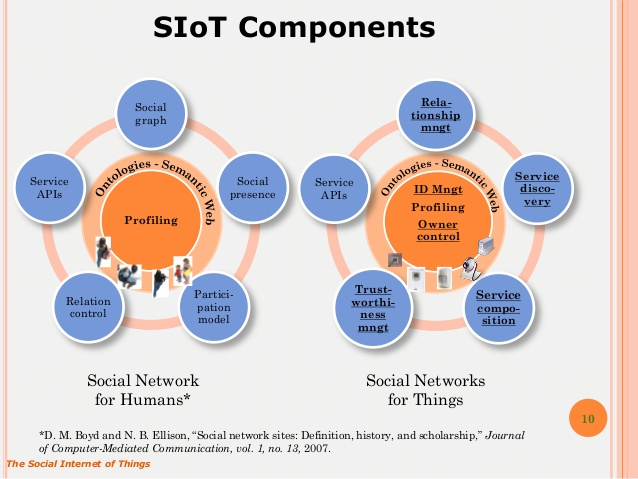 SIoT Components
Social
graph
Service
APIs
Social
presence
Ontologies - Semantic Web
Profiling
Relation
control
Partici-
pation
model
Social Network
for Humans*
Rela-
tionship
mngt
Service
APIs
Service
disco-
very
Ontologies - Semantic Web
ID Mngt
Profiling
Owner
control
Trust-
worthi-
ness
mngt
Service
compo-
sition
Social Networks
for Things
10
*D. M. Boyd and N. B. Ellison, “Social network sites: Definition, history, and scholarship,” Journal
of Computer-Mediated Communication, vol. 1, no. 13, 2007.
The Social Internet of Things